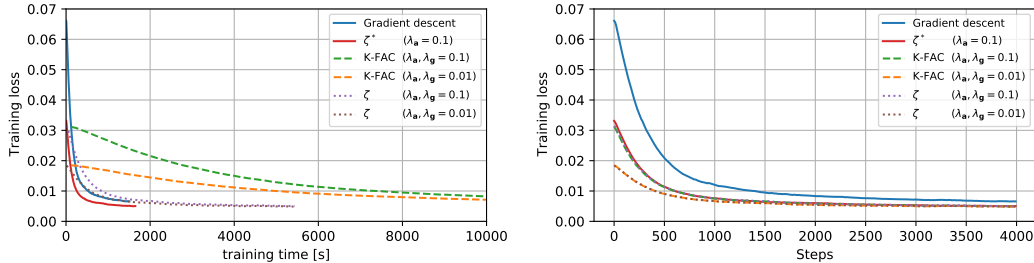 0.07
0.06
0.05
0.04
0.03
0.02
0.01
0.00
Training loss
0 2000 4000 6000 8000 10000
training time [s]
Gradient descent
ζ* (λa = 0.1)
K-FAC (λa, λg = 0.1)
K-FAC (λa, λg = 0.01)
ζ (λa, λg = 0.1)
ζ (λa, λg = 0.01)
0.07
0.06
0.05
0.04
0.03
0.02
0.01
0.00
Training loss
0 500 1000 1500 2000 2500 3000 3500 4000
Steps
Gradient descent
ζ* (λa = 0.1)
K-FAC (λa, λg = 0.1)
K-FAC (λa, λg = 0.01)
ζ (λa, λg = 0.1)
ζ (λa, λg = 0.01)